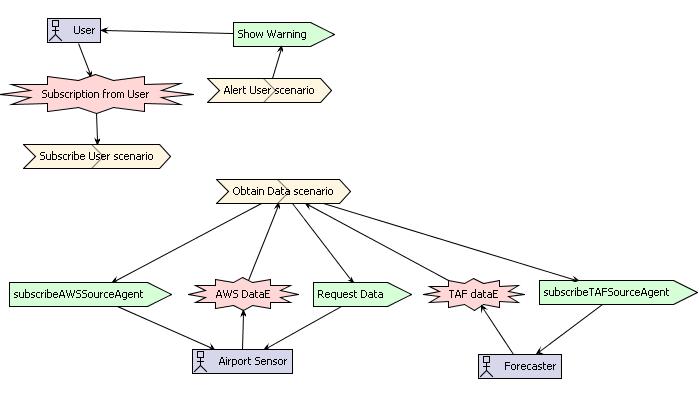 User
Show Warning
Subscription from User
Alert User scenario
Subscribe User scenario
Obtain Data scenario
subscribeAWSSourceAgent
AWS DataE
Request Data
TAF dataE
subscribeTAFSourceAgent
Airport Sensor
Forecaster